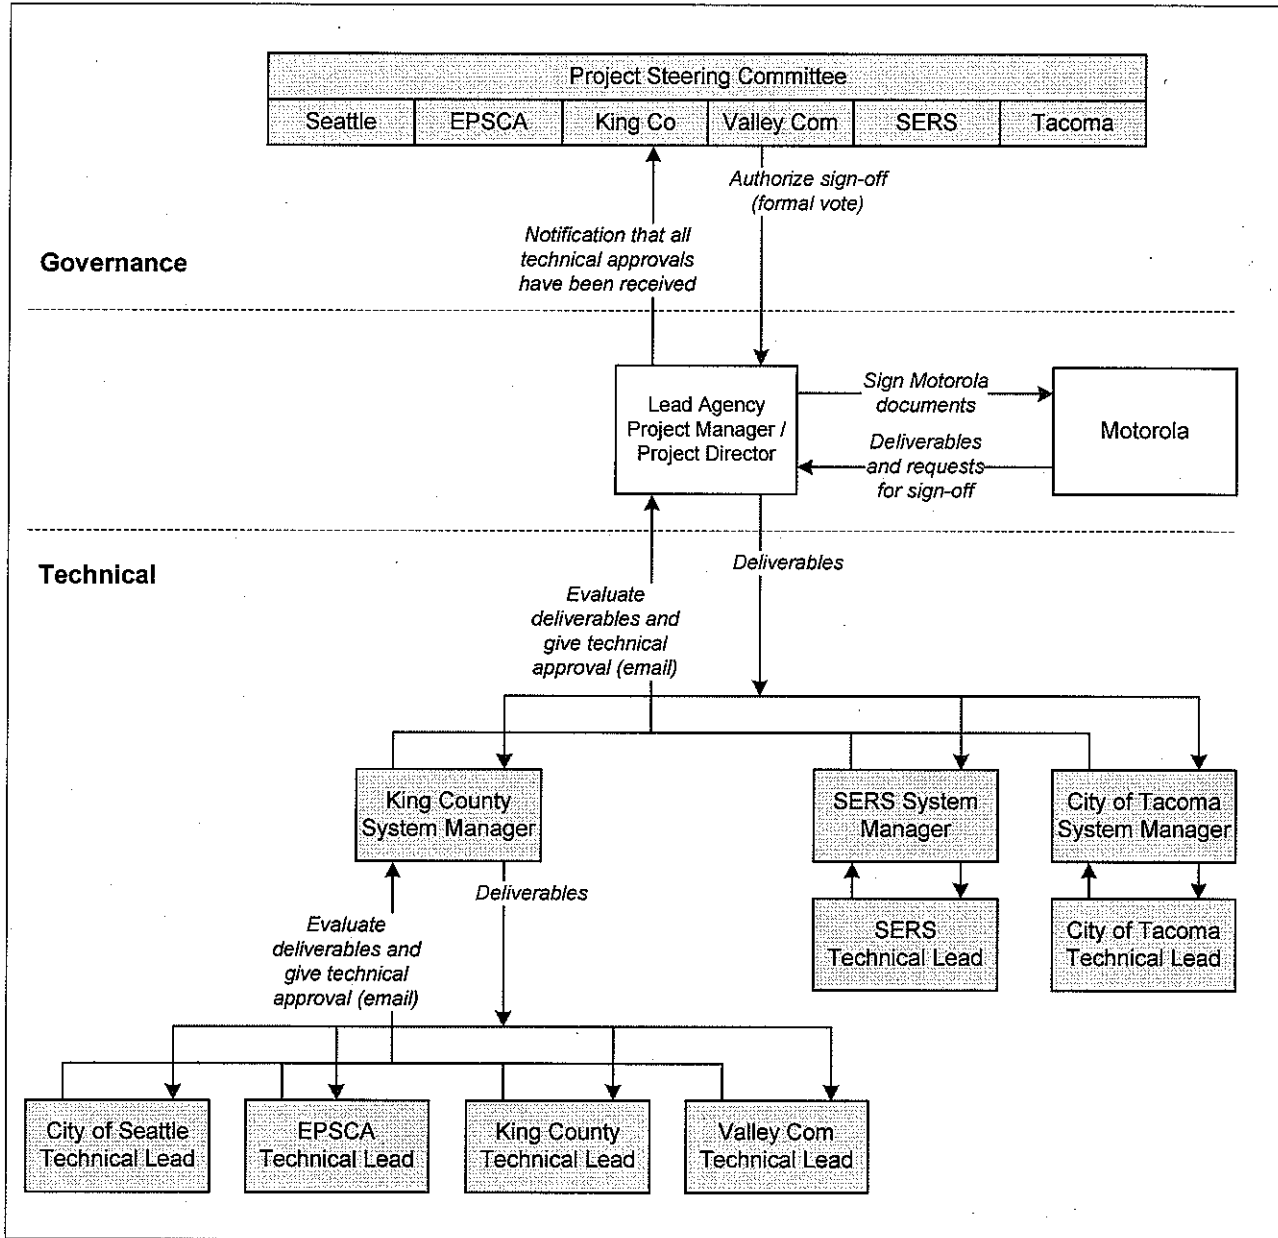 Project Steering Committee
Seattle
EPSCA
King Co
Valley Com
SERS
Tacoma
Authorize sign-off
(formal vote)
Notification that all
technical approvals
have been received
Governance
Lead Agency
Project Manager /
Project Director
Sign Motorola
documents
Deliverables
and requests
for sign-off
Motorola
Technical
Deliverables
Evaluate
deliverables and
give technical
approval (email)
King County
System Manager
SERS System
Manager
City of Tacoma
System Manager
Deliverables
Evaluate
deliverables and
give technical
approval (email)
SERS
Technical Lead
City of Tacoma
Technical Lead
City of Seattle
Technical Lead
EPSCA
Technical Lead
King County
Technical Lead
Valley Com
Technical Lead